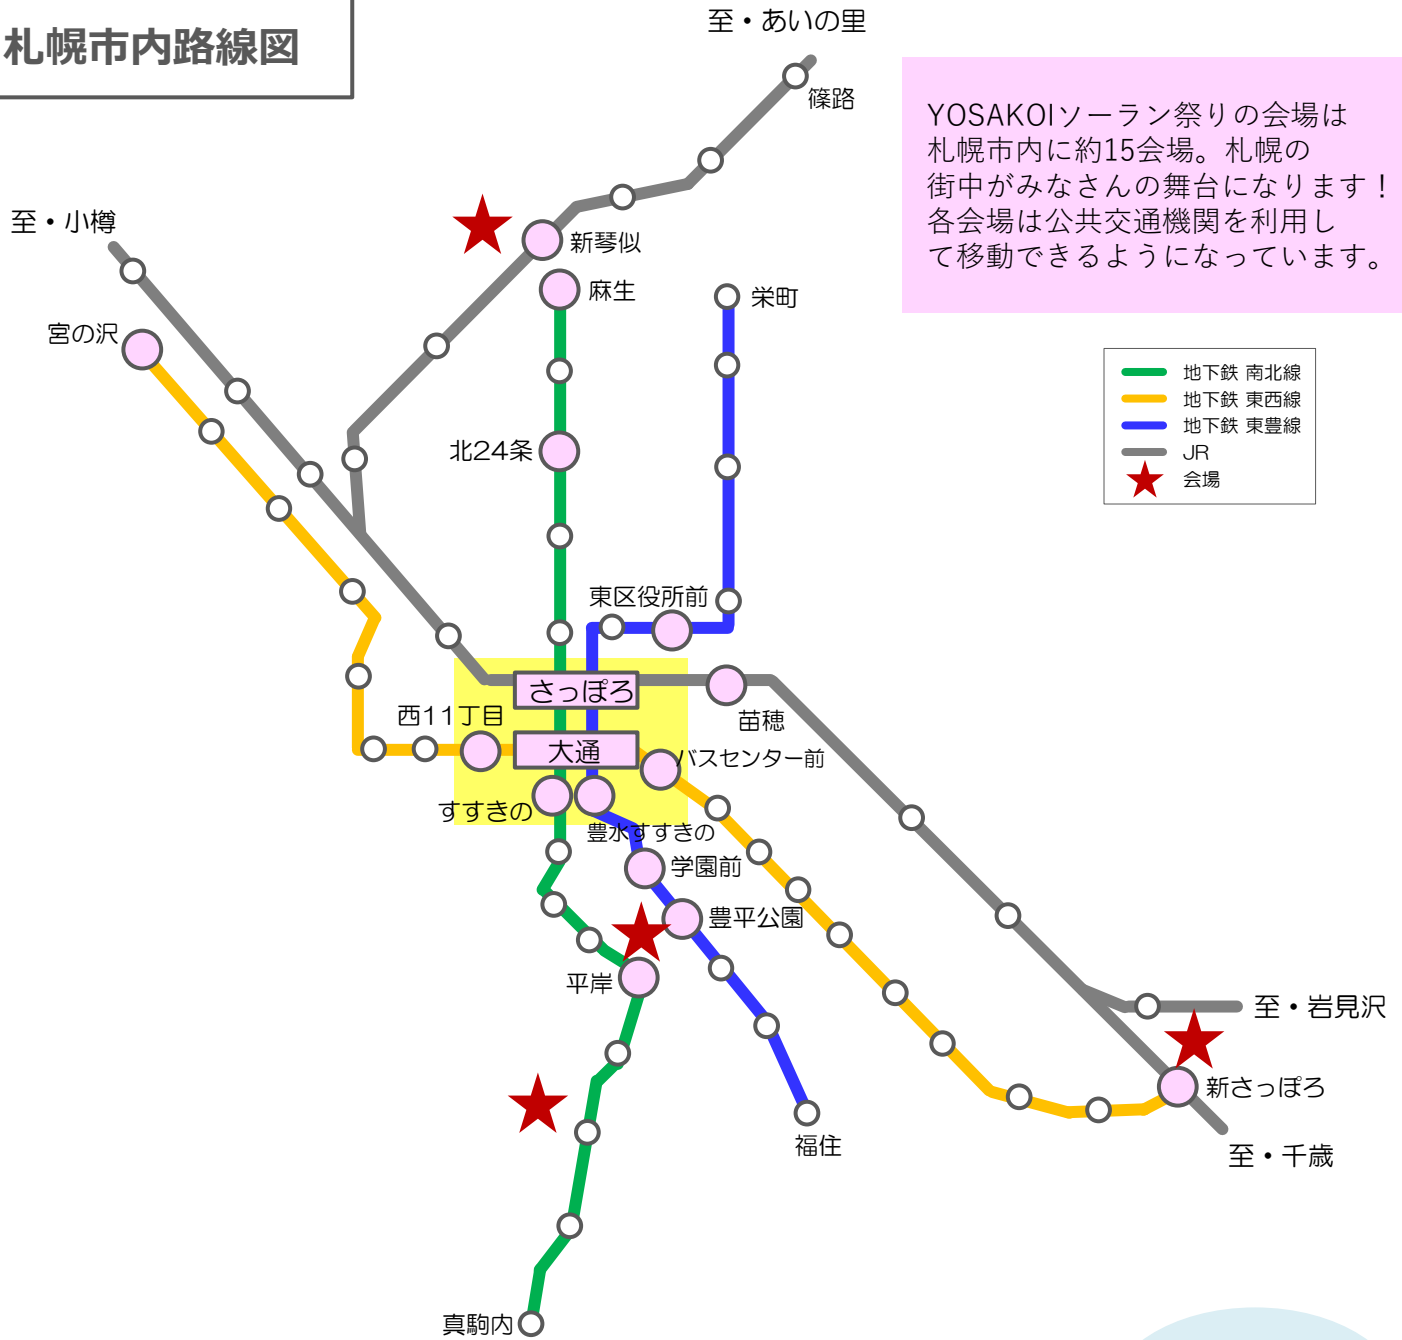 札幌市内路線図
至・あいの里
篠路
YOSAKOIソーラン祭りの会場は
札幌市内に約15会場。札幌の
街中がみなさんの舞台になります！
各会場は公共交通機関を利用し
て移動できるようになっています。
至・小樽
新琴似
麻生
栄町
宮の沢
地下鉄 南北線
地下鉄 東西線
地下鉄 東豊線
JR
会場
北24条
東区役所前
さっぽろ
苗穂
西11丁目
大通
バスセンター前
すすきの
豊水すすきの
学園前
豊平公園
平岸
至・岩見沢
新さっぽろ
福住
至・千歳
真駒内